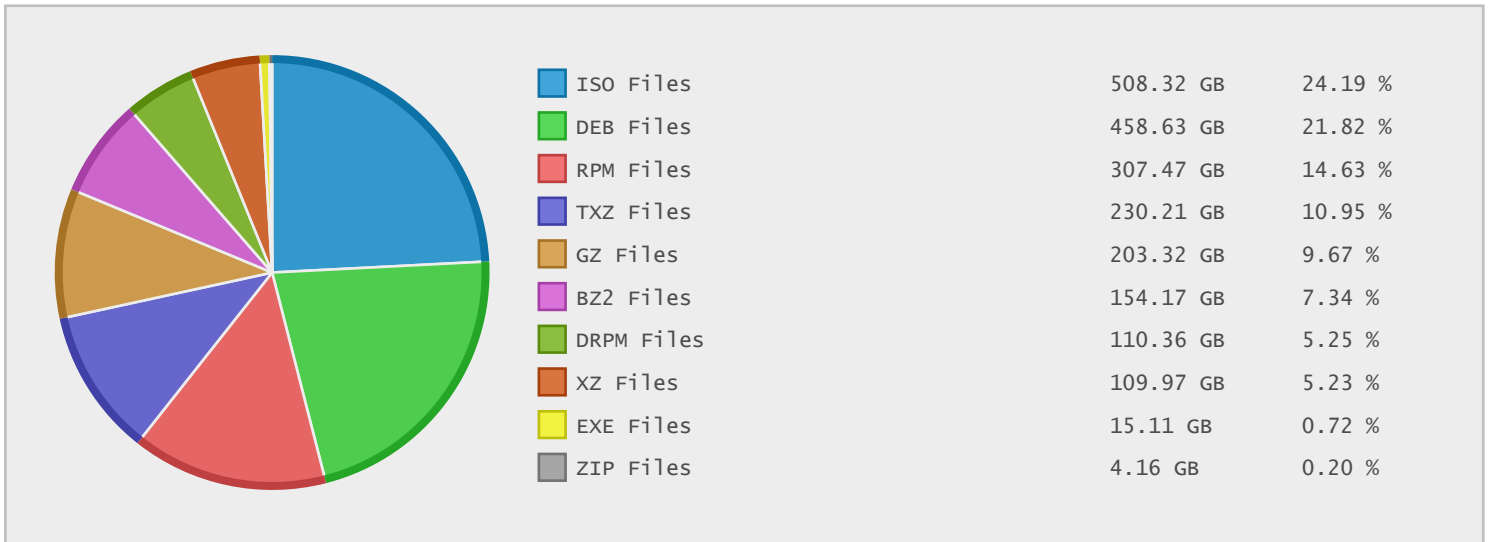 ISO Files 508.32 GB 24.19 %
DEB Files 458.63 GB 21.82 %
RPM Files 307.47 GB 14.63 %
TXZ Files 230.21 GB 10.95 %
GZ Files 203.32 GB 9.67 %
BZ2 Files 154.17 GB 7.34 %
DRPM Files 110.36 GB 5.25 %
XZ Files 109.97 GB 5.23 %
EXE Files 15.11 GB 0.72 %
ZIP Files 4.16 GB 0.20 %